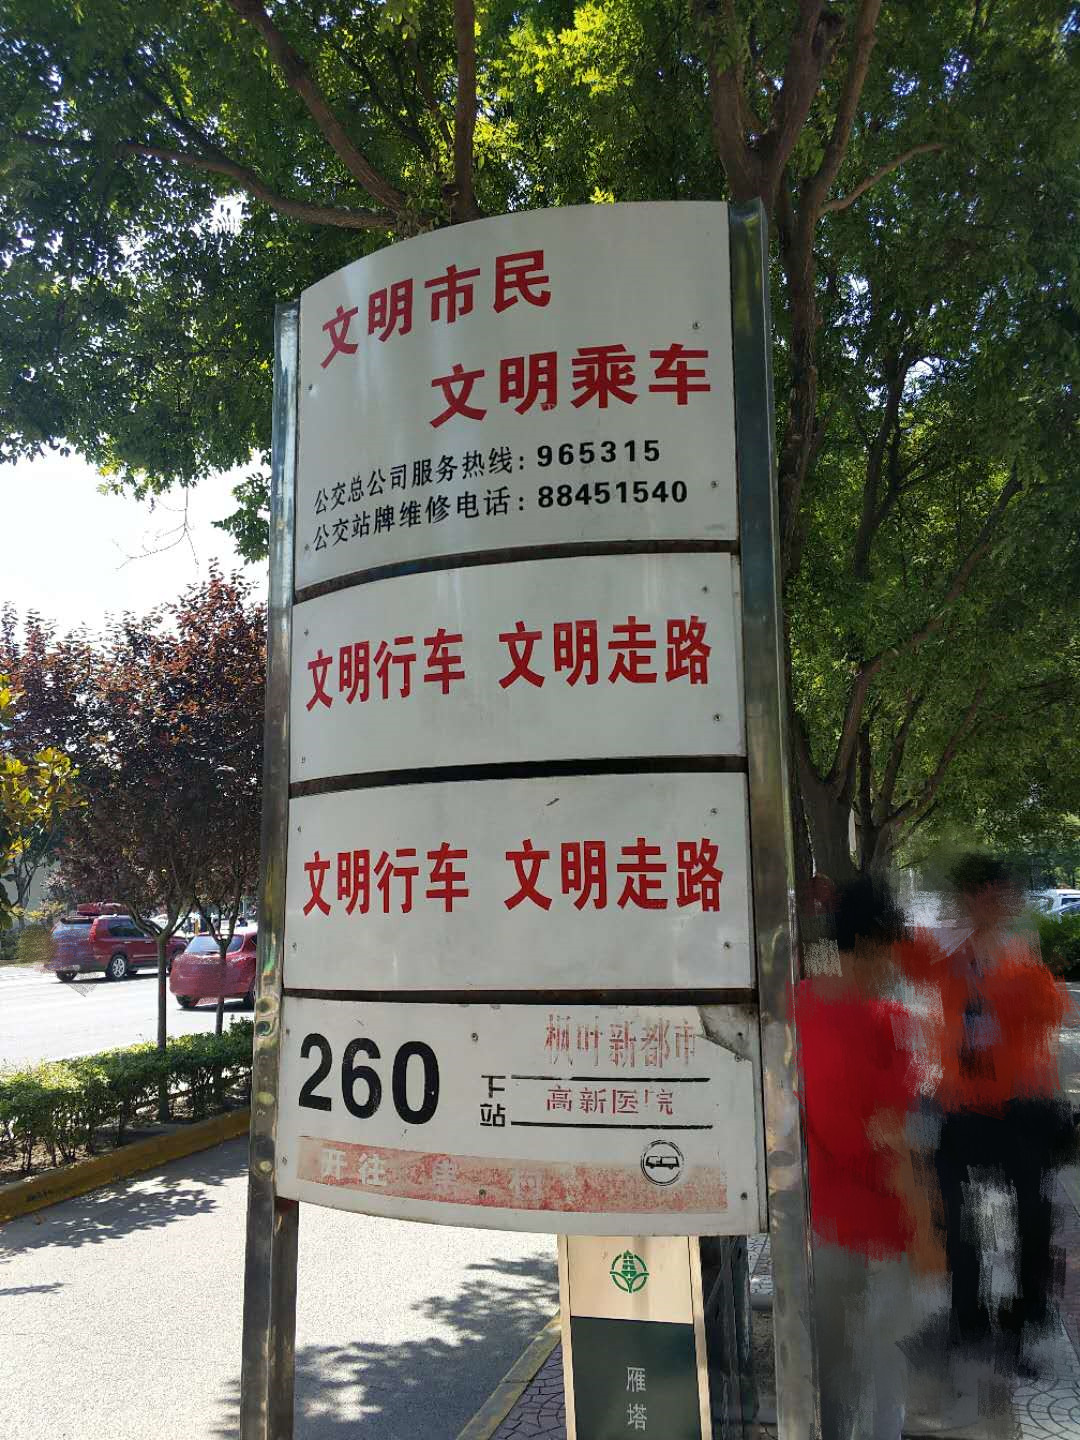 文明市民
文明乘车
公交总公司服务热线:965315
公交站牌维修电话:88451540
文明行车 文明走路
文明行车 文明走路
260
枫叶新都市
下站
高新医院
开往
雁塔